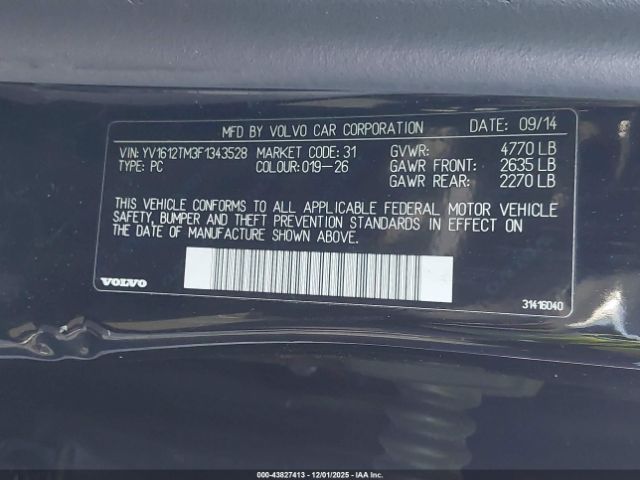 MFD BY VOLVO CAR CORPORATION DATE: 09/14
VIN: YV1612TM3F1343528 MARKET CODE: 31 GVWR: 4770 LB
TYPE: PC COLOUR: 019-26 GAWR FRONT: 2635 LB
GAWR REAR: 2270 LB
THIS VEHICLE CONFORMS TO ALL APPLICABLE FEDERAL MOTOR VEHICLE
SAFETY, BUMPER AND THEFT PREVENTION STANDARDS IN EFFECT ON
THE DATE OF MANUFACTURE SHOWN ABOVE.
VOLVO 31416040
000-43827413 - 12/01/2025 - IAAI.ca